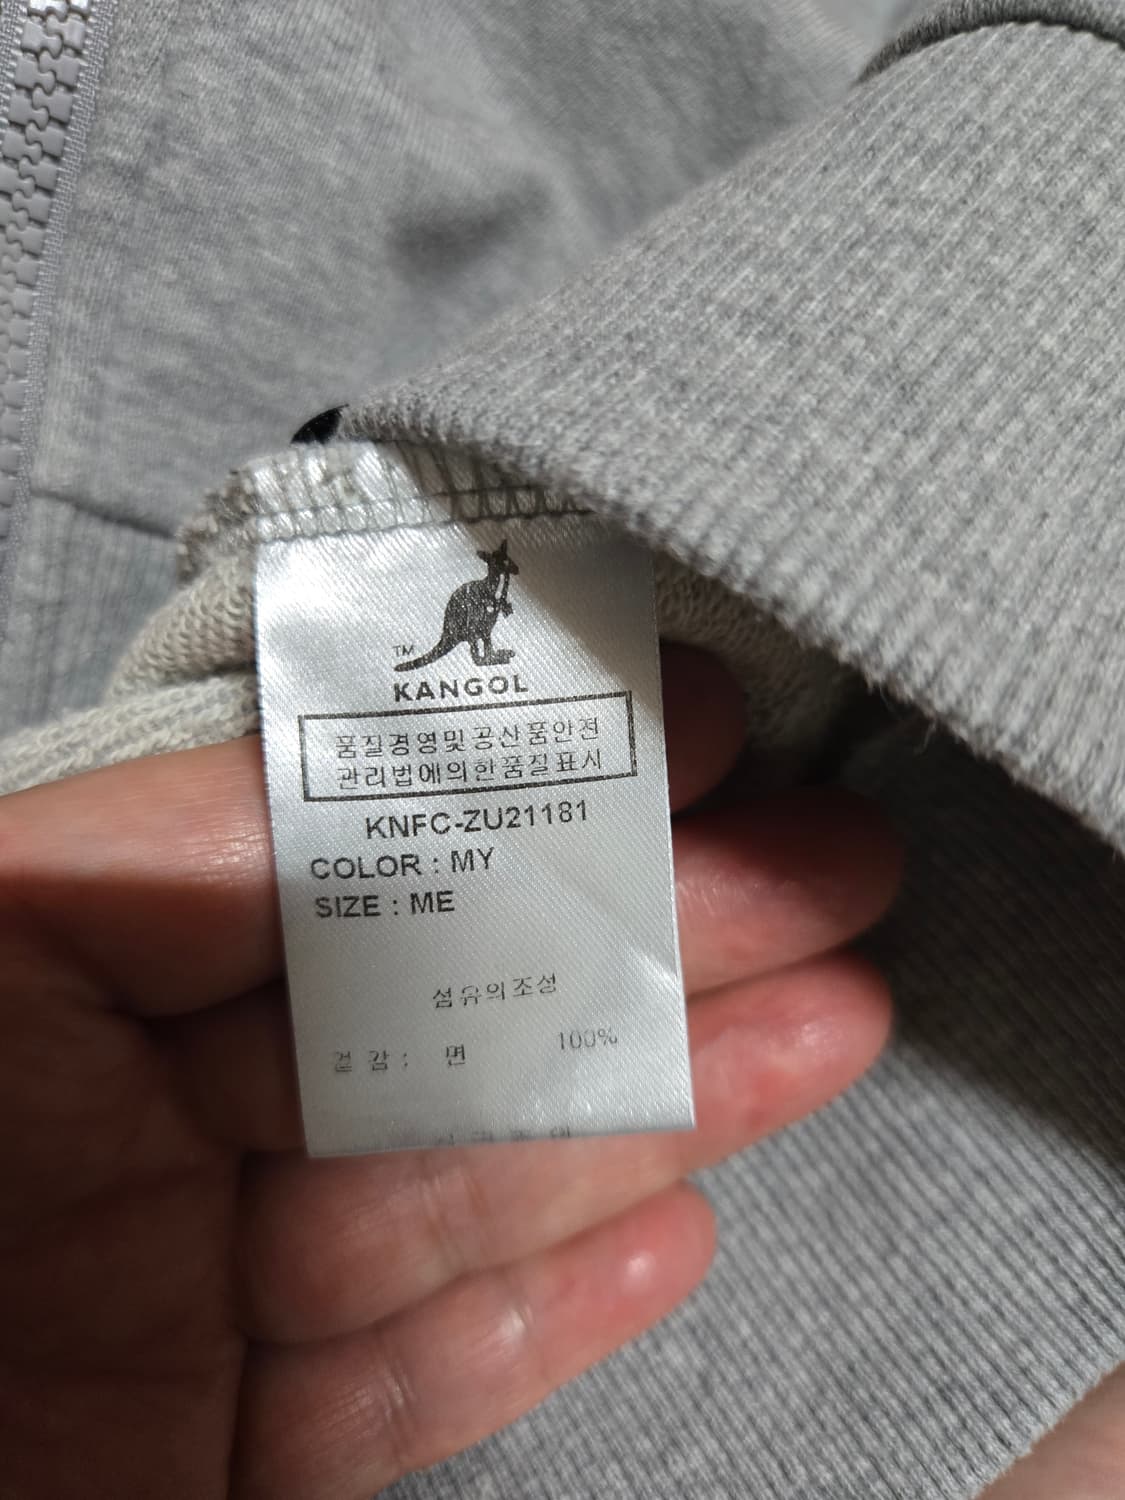 TM
KANGOL
품질경영및공산품안전
관리법에의한품질표시
KNFC-ZU21181
COLOR : MY
SIZE : ME
섬유의조성
겉감: 면 100%